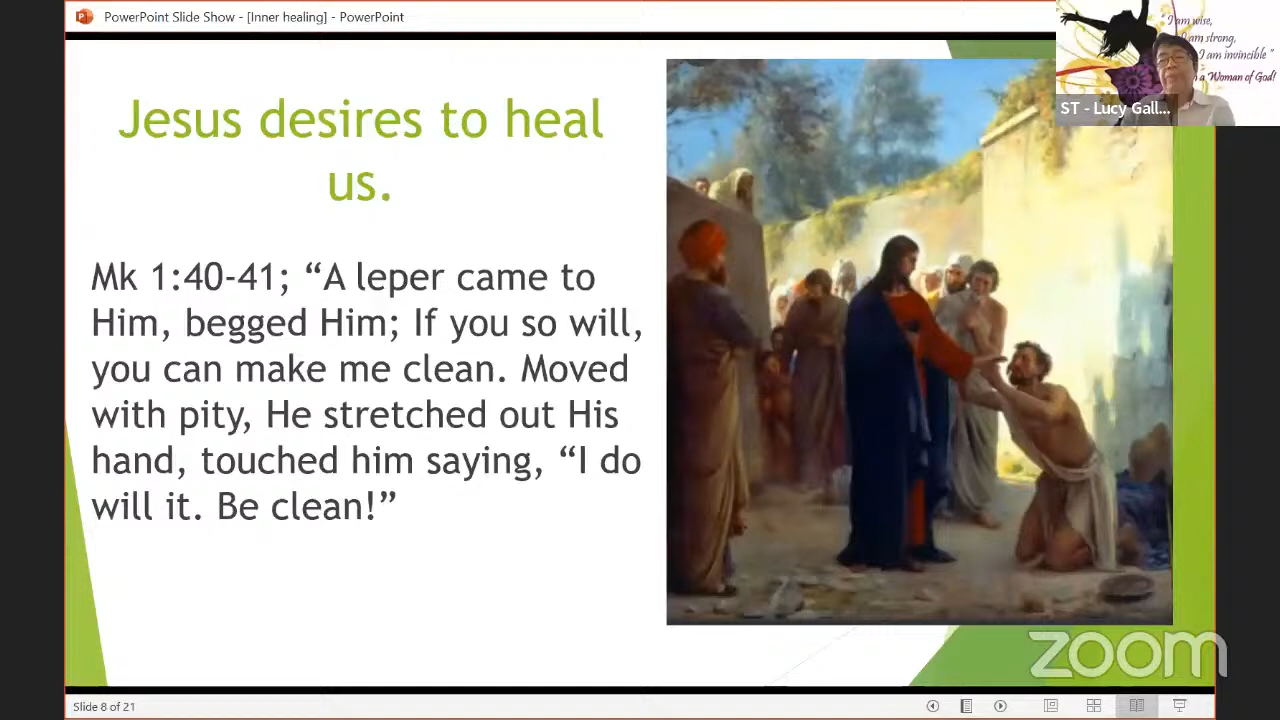 PowerPoint Slide Show - [Inner healing] - PowerPoint
"I am wise,
am strong,
I am invincible"
a Woman of God!
ST - Lucy Gall...
Jesus desires to heal
us.
Mk 1:40-41; “A leper came to
Him, begged Him; If you so will,
you can make me clean. Moved
with pity, He stretched out His
hand, touched him saying, “I do
will it. Be clean!”
zoom
Slide 8 of 21